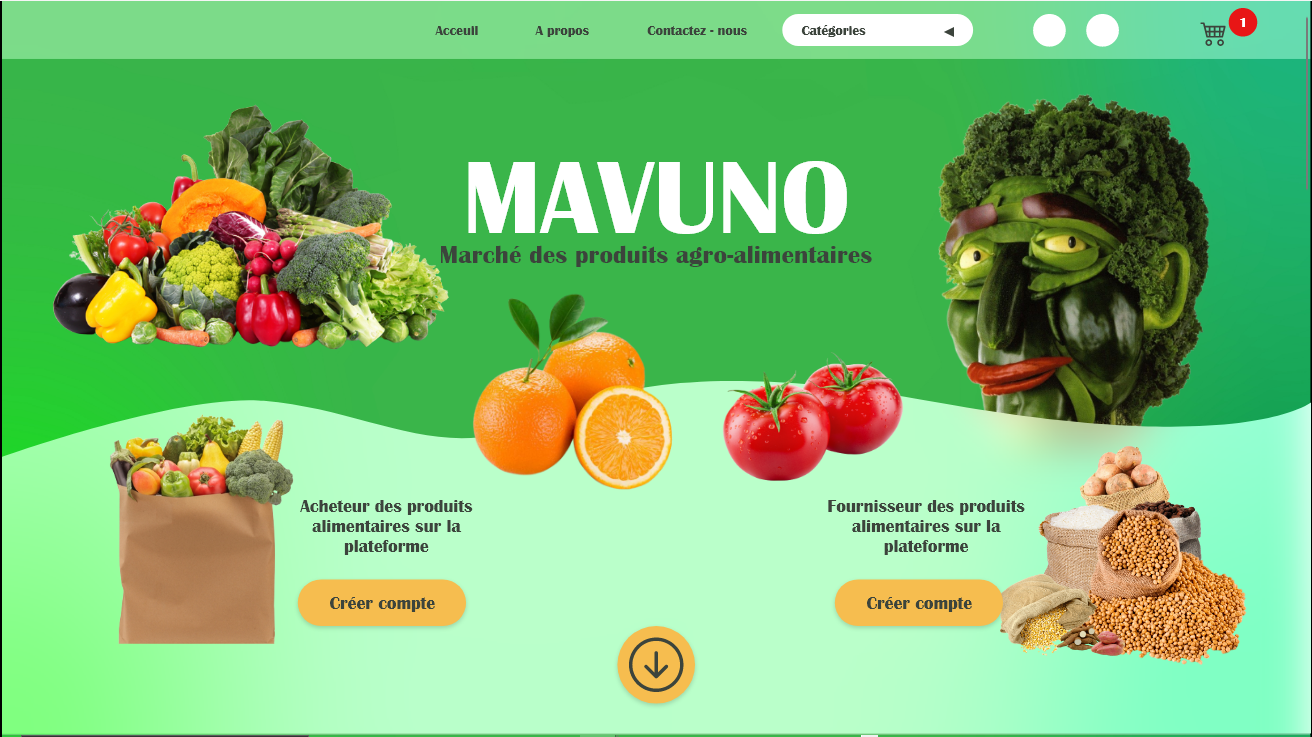 Acceuil
A propos
Contactez - nous
Catégories
1
MAVUNO
Marché des produits agro-alimentaires
Acheteur des produits
alimentaires sur la
plateforme
Créer compte
Fournisseur des produits
alimentaires sur la
plateforme
Créer compte